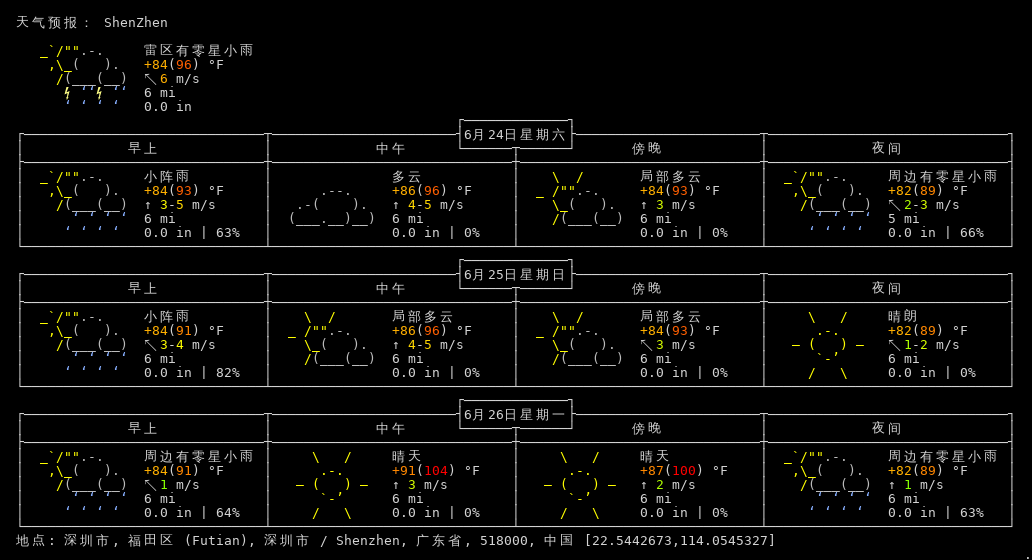 天气预报： ShenZhen
雷区有零星小雨
+84(96) °F
↖6 m/s
6 mi
0.0 in
6月24日星期六
早上 中午 傍晚 夜间
小阵雨 多云 局部多云 周边有零星小雨
+84(93) °F +86(96) °F +84(93) °F +82(89) °F
↑ 3-5 m/s ↑ 4-5 m/s ↑ 3 m/s ↖2-3 m/s
6 mi 6 mi 6 mi 5 mi
0.0 in | 63% 0.0 in | 0% 0.0 in | 0% 0.0 in | 66%
6月25日星期日
早上 中午 傍晚 夜间
小阵雨 局部多云 局部多云 晴朗
+84(91) °F +86(96) °F +84(93) °F +82(89) °F
↖3-4 m/s ↑ 4-5 m/s ↖3 m/s ↖1-2 m/s
6 mi 6 mi 6 mi 6 mi
0.0 in | 82% 0.0 in | 0% 0.0 in | 0% 0.0 in | 0%
6月26日星期一
早上 中午 傍晚 夜间
周边有零星小雨 晴天 晴天 周边有零星小雨
+84(91) °F +91(104) °F +87(100) °F +82(89) °F
↖1 m/s ↑ 3 m/s ↑ 2 m/s ↑ 1 m/s
6 mi 6 mi 6 mi 6 mi
0.0 in | 64% 0.0 in | 0% 0.0 in | 0% 0.0 in | 63%
地点: 深圳市, 福田区 (Futian), 深圳市 / Shenzhen, 广东省, 518000, 中国 [22.5442673,114.0545327]